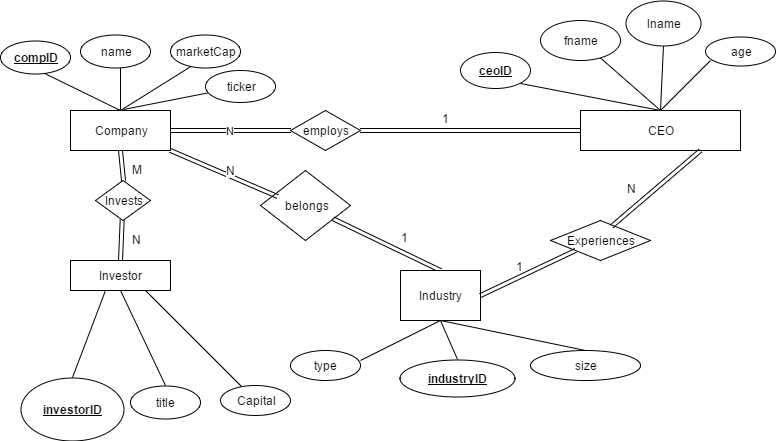 lname
fname
compID
name
marketCap
age
ceoID
ticker
Company
N
employs
1
CEO
M
N
Invests
belongs
N
N
1
Experiences
1
Investor
Industry
type
industryID
size
investorID
title
Capital